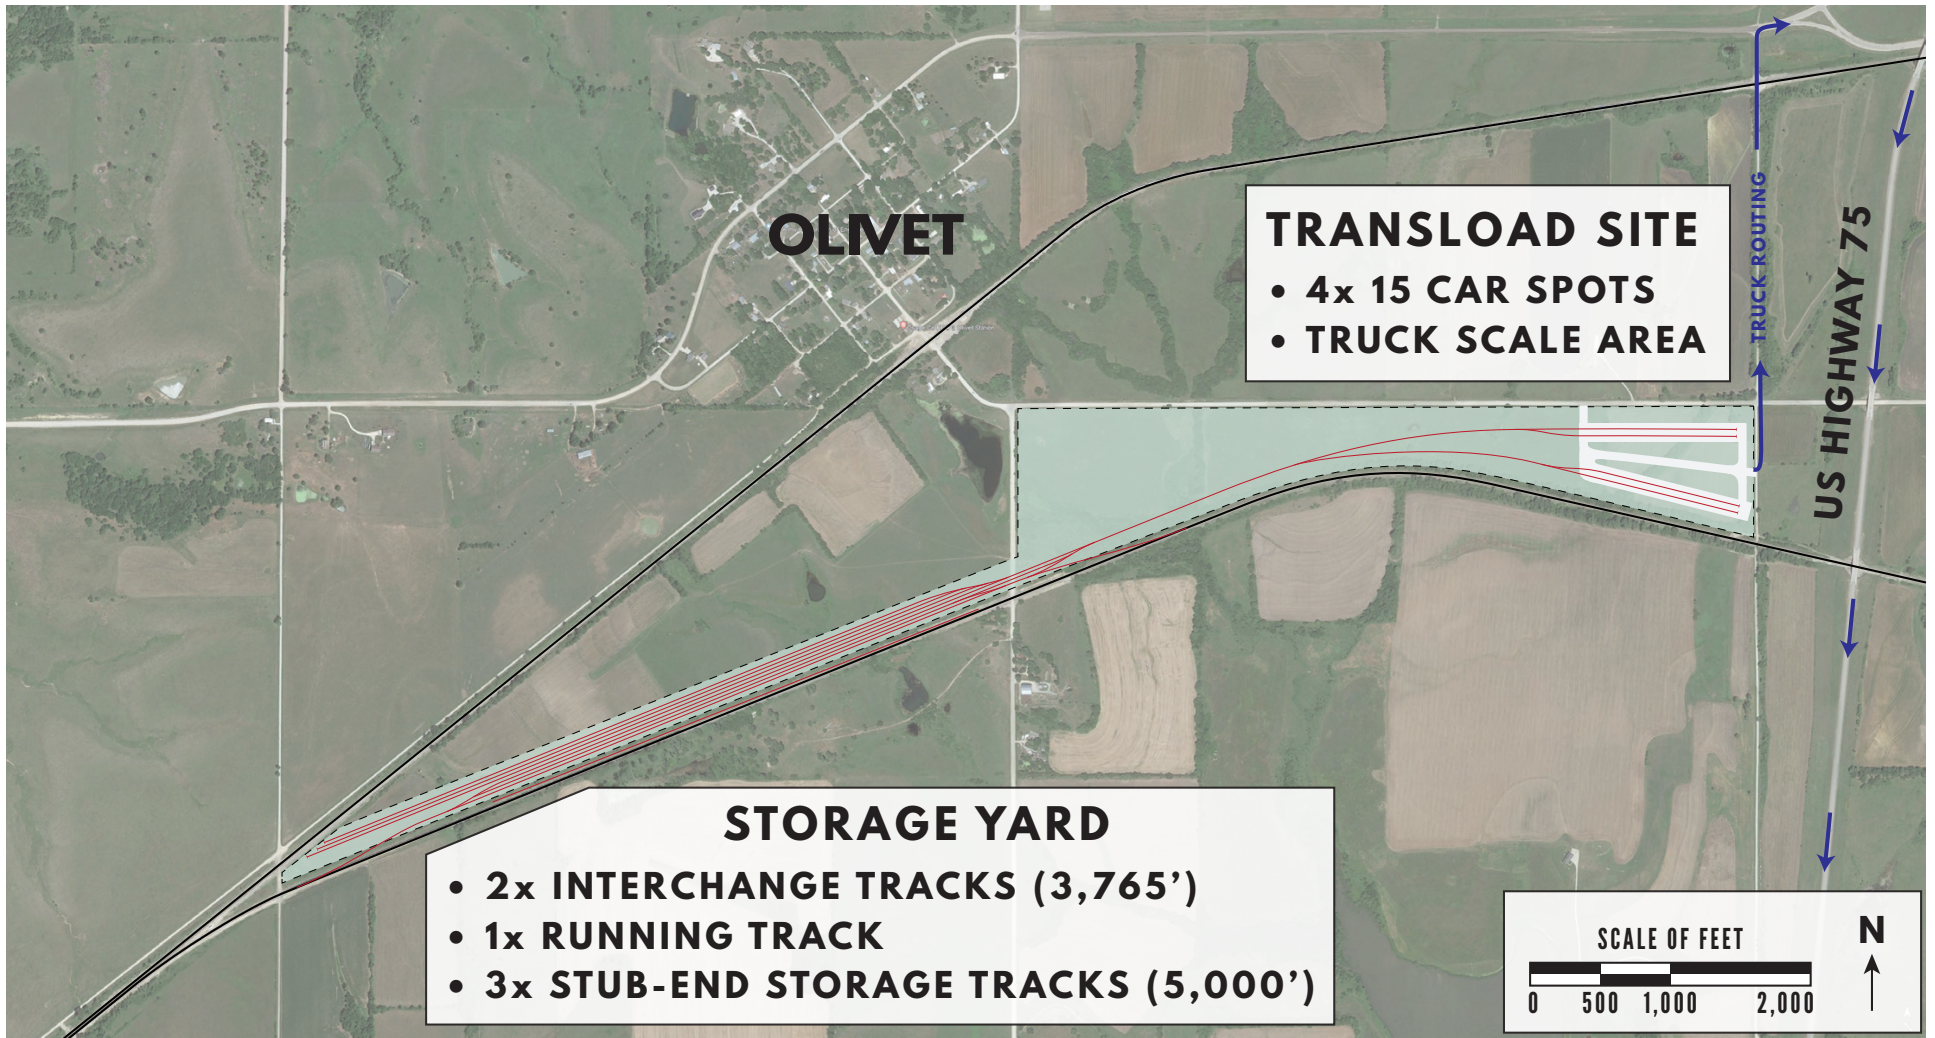 OLIVET
TRANSLOAD SITE
• 4x 15 CAR SPOTS
• TRUCK SCALE AREA
TRUCK ROUTING
US HIGHWAY 75
STORAGE YARD
• 2x INTERCHANGE TRACKS (3,765’)
• 1x RUNNING TRACK
• 3x STUB-END STORAGE TRACKS (5,000’)
SCALE OF FEET
0 500 1,000 2,000
N